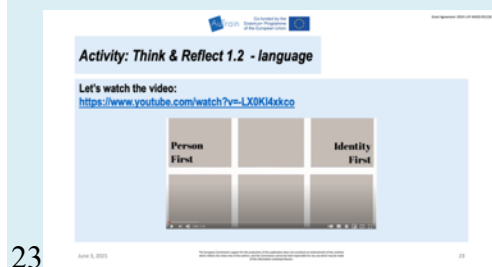 Co-funded by the
Erasmus+ Programme
of the European Union
Activity: Think & Reflect 1.2 - language
Let's watch the video:
https://www.youtube.com/watch?v=-LX0KI4xkco
Person
First
Identity
First
June 3, 2021
23
23